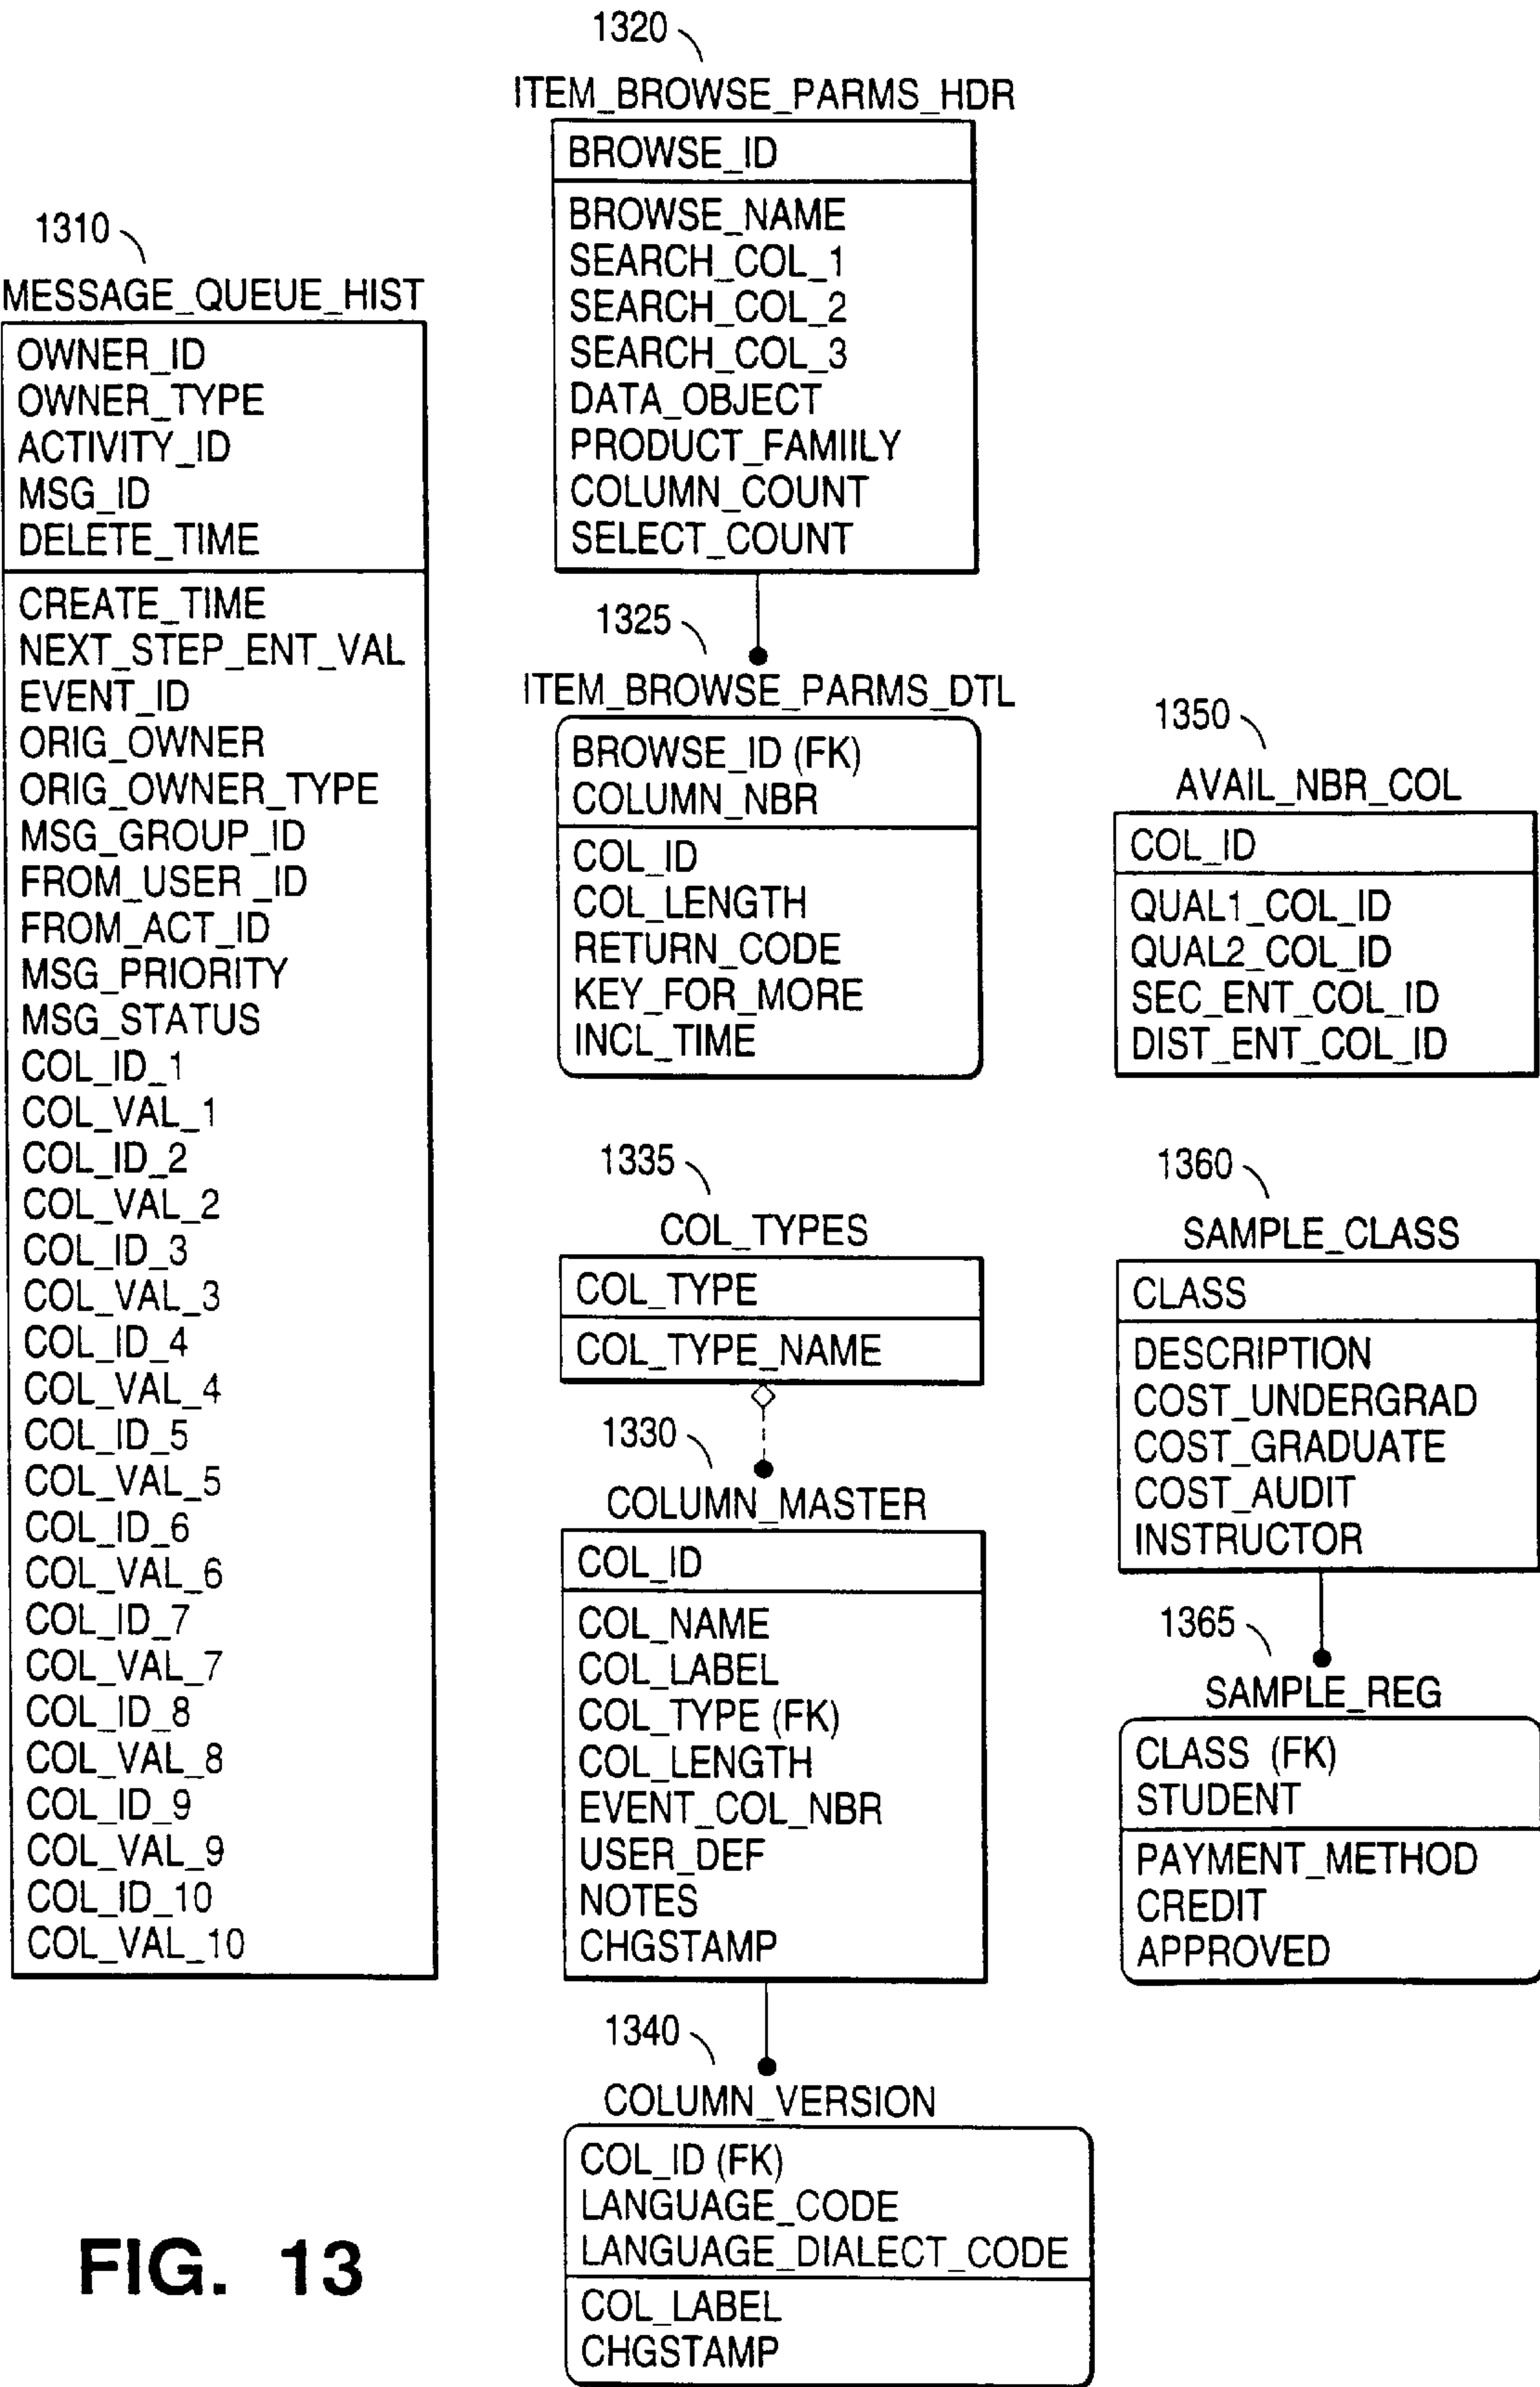 1310
MESSAGE_QUEUE_HIST
OWNER_ID
OWNER_TYPE
ACTIVITY_ID
MSG_ID
DELETE_TIME
CREATE_TIME
NEXT_STEP_ENT_VAL
EVENT_ID
ORIG_OWNER
ORIG_OWNER_TYPE
MSG_GROUP_ID
FROM_USER _ID
FROM_ACT_ID
MSG_PRIORITY
MSG_STATUS
COL_ID_1
COL_VAL_1
COL_ID_2
COL_VAL_2
COL_ID_3
COL_VAL_3
COL_ID_4
COL_VAL_4
COL_ID_5
COL_VAL_5
COL_ID_6
COL_VAL_6
COL_ID_7
COL_VAL_7
COL_ID_8
COL_VAL_8
COL_ID_9
COL_VAL_9
COL_ID_10
COL_VAL_10
1320
ITEM_BROWSE_PARMS_HDR
BROWSE_ID
BROWSE_NAME
SEARCH_COL_1
SEARCH_COL_2
SEARCH_COL_3
DATA_OBJECT
PRODUCT_FAMIILY
COLUMN_COUNT
SELECT_COUNT
1325
ITEM_BROWSE_PARMS_DTL
BROWSE_ID (FK)
COLUMN_NBR
COL_ID
COL_LENGTH
RETURN_CODE
KEY_FOR_MORE
INCL_TIME
1335
COL_TYPES
COL_TYPE
COL_TYPE_NAME
1330
COLUMN_MASTER
COL_ID
COL_NAME
COL_LABEL
COL_TYPE (FK)
COL_LENGTH
EVENT_COL_NBR
USER_DEF
NOTES
CHGSTAMP
1340
COLUMN_VERSION
COL_ID (FK)
LANGUAGE_CODE
LANGUAGE_DIALECT_CODE
COL_LABEL
CHGSTAMP
1350
AVAIL_NBR_COL
COL_ID
QUAL1_COL_ID
QUAL2_COL_ID
SEC_ENT_COL_ID
DIST_ENT_COL_ID
1360
SAMPLE_CLASS
CLASS
DESCRIPTION
COST_UNDERGRAD
COST_GRADUATE
COST_AUDIT
INSTRUCTOR
1365
SAMPLE_REG
CLASS (FK)
STUDENT
PAYMENT_METHOD
CREDIT
APPROVED
FIG. 13